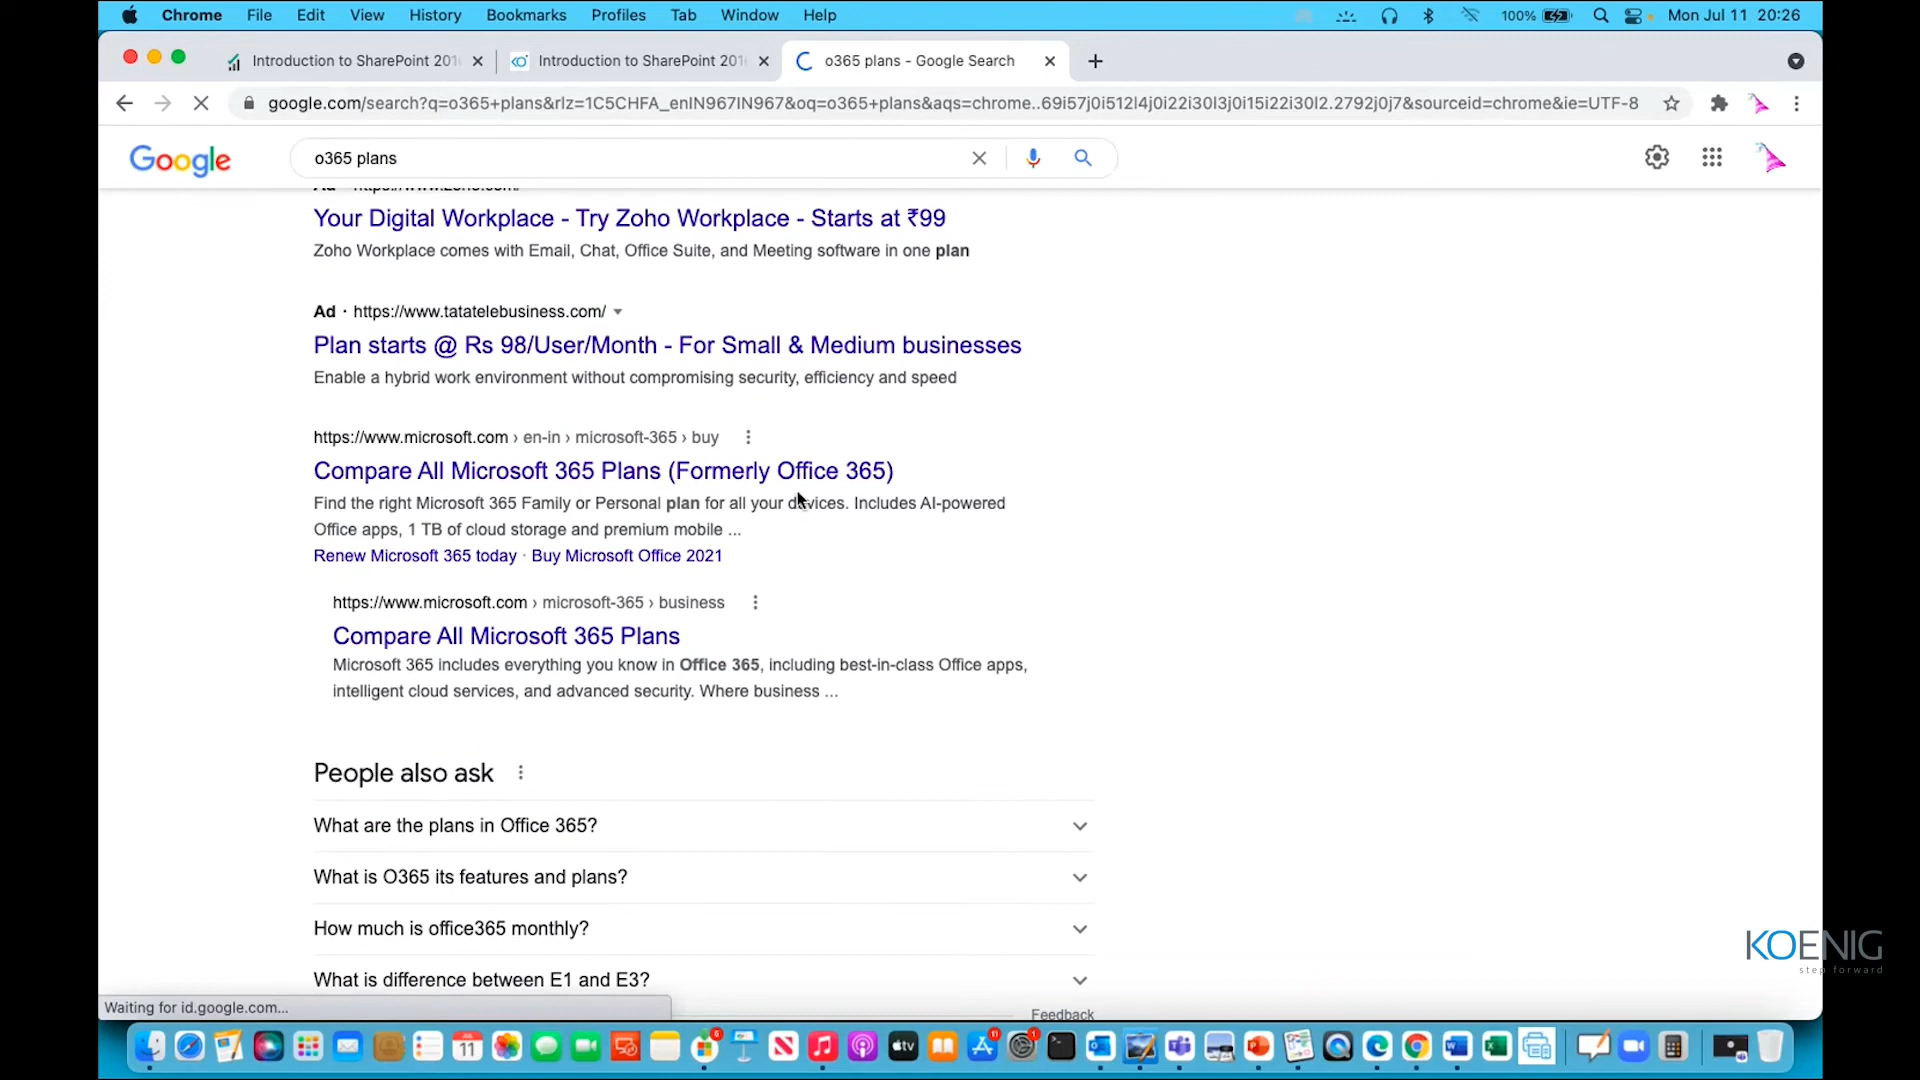 Chrome File Edit View History Bookmarks Profiles Tab Window Help 100% Mon Jul 11 20:26
Introduction to SharePoint 201 Introduction to SharePoint 201 o365 plans - Google Search
google.com/search?q=o365+plans&rlz=1C5CHFA_enIN967IN967&oq=o365+plans&aqs=chrome..69i57j0i512l4j0i22i30l3j0i15i22i30l2.2792j0j7&sourceid=chrome&ie=UTF-8
Google o365 plans
Ad · https://www.zoho.com/
Your Digital Workplace - Try Zoho Workplace - Starts at ₹99
Zoho Workplace comes with Email, Chat, Office Suite, and Meeting software in one plan
Ad · https://www.tatatelebusiness.com/
Plan starts @ Rs 98/User/Month - For Small & Medium businesses
Enable a hybrid work environment without compromising security, efficiency and speed
https://www.microsoft.com › en-in › microsoft-365 › buy
Compare All Microsoft 365 Plans (Formerly Office 365)
Find the right Microsoft 365 Family or Personal plan for all your devices. Includes AI-powered
Office apps, 1 TB of cloud storage and premium mobile ...
Renew Microsoft 365 today · Buy Microsoft Office 2021
https://www.microsoft.com › microsoft-365 › business
Compare All Microsoft 365 Plans
Microsoft 365 includes everything you know in Office 365, including best-in-class Office apps,
intelligent cloud services, and advanced security. Where business ...
People also ask
What are the plans in Office 365?
What is O365 its features and plans?
How much is office365 monthly?
What is difference between E1 and E3?
KOENIG
step forward
Waiting for id.google.com...
Feedback
6 11 tv 11 1